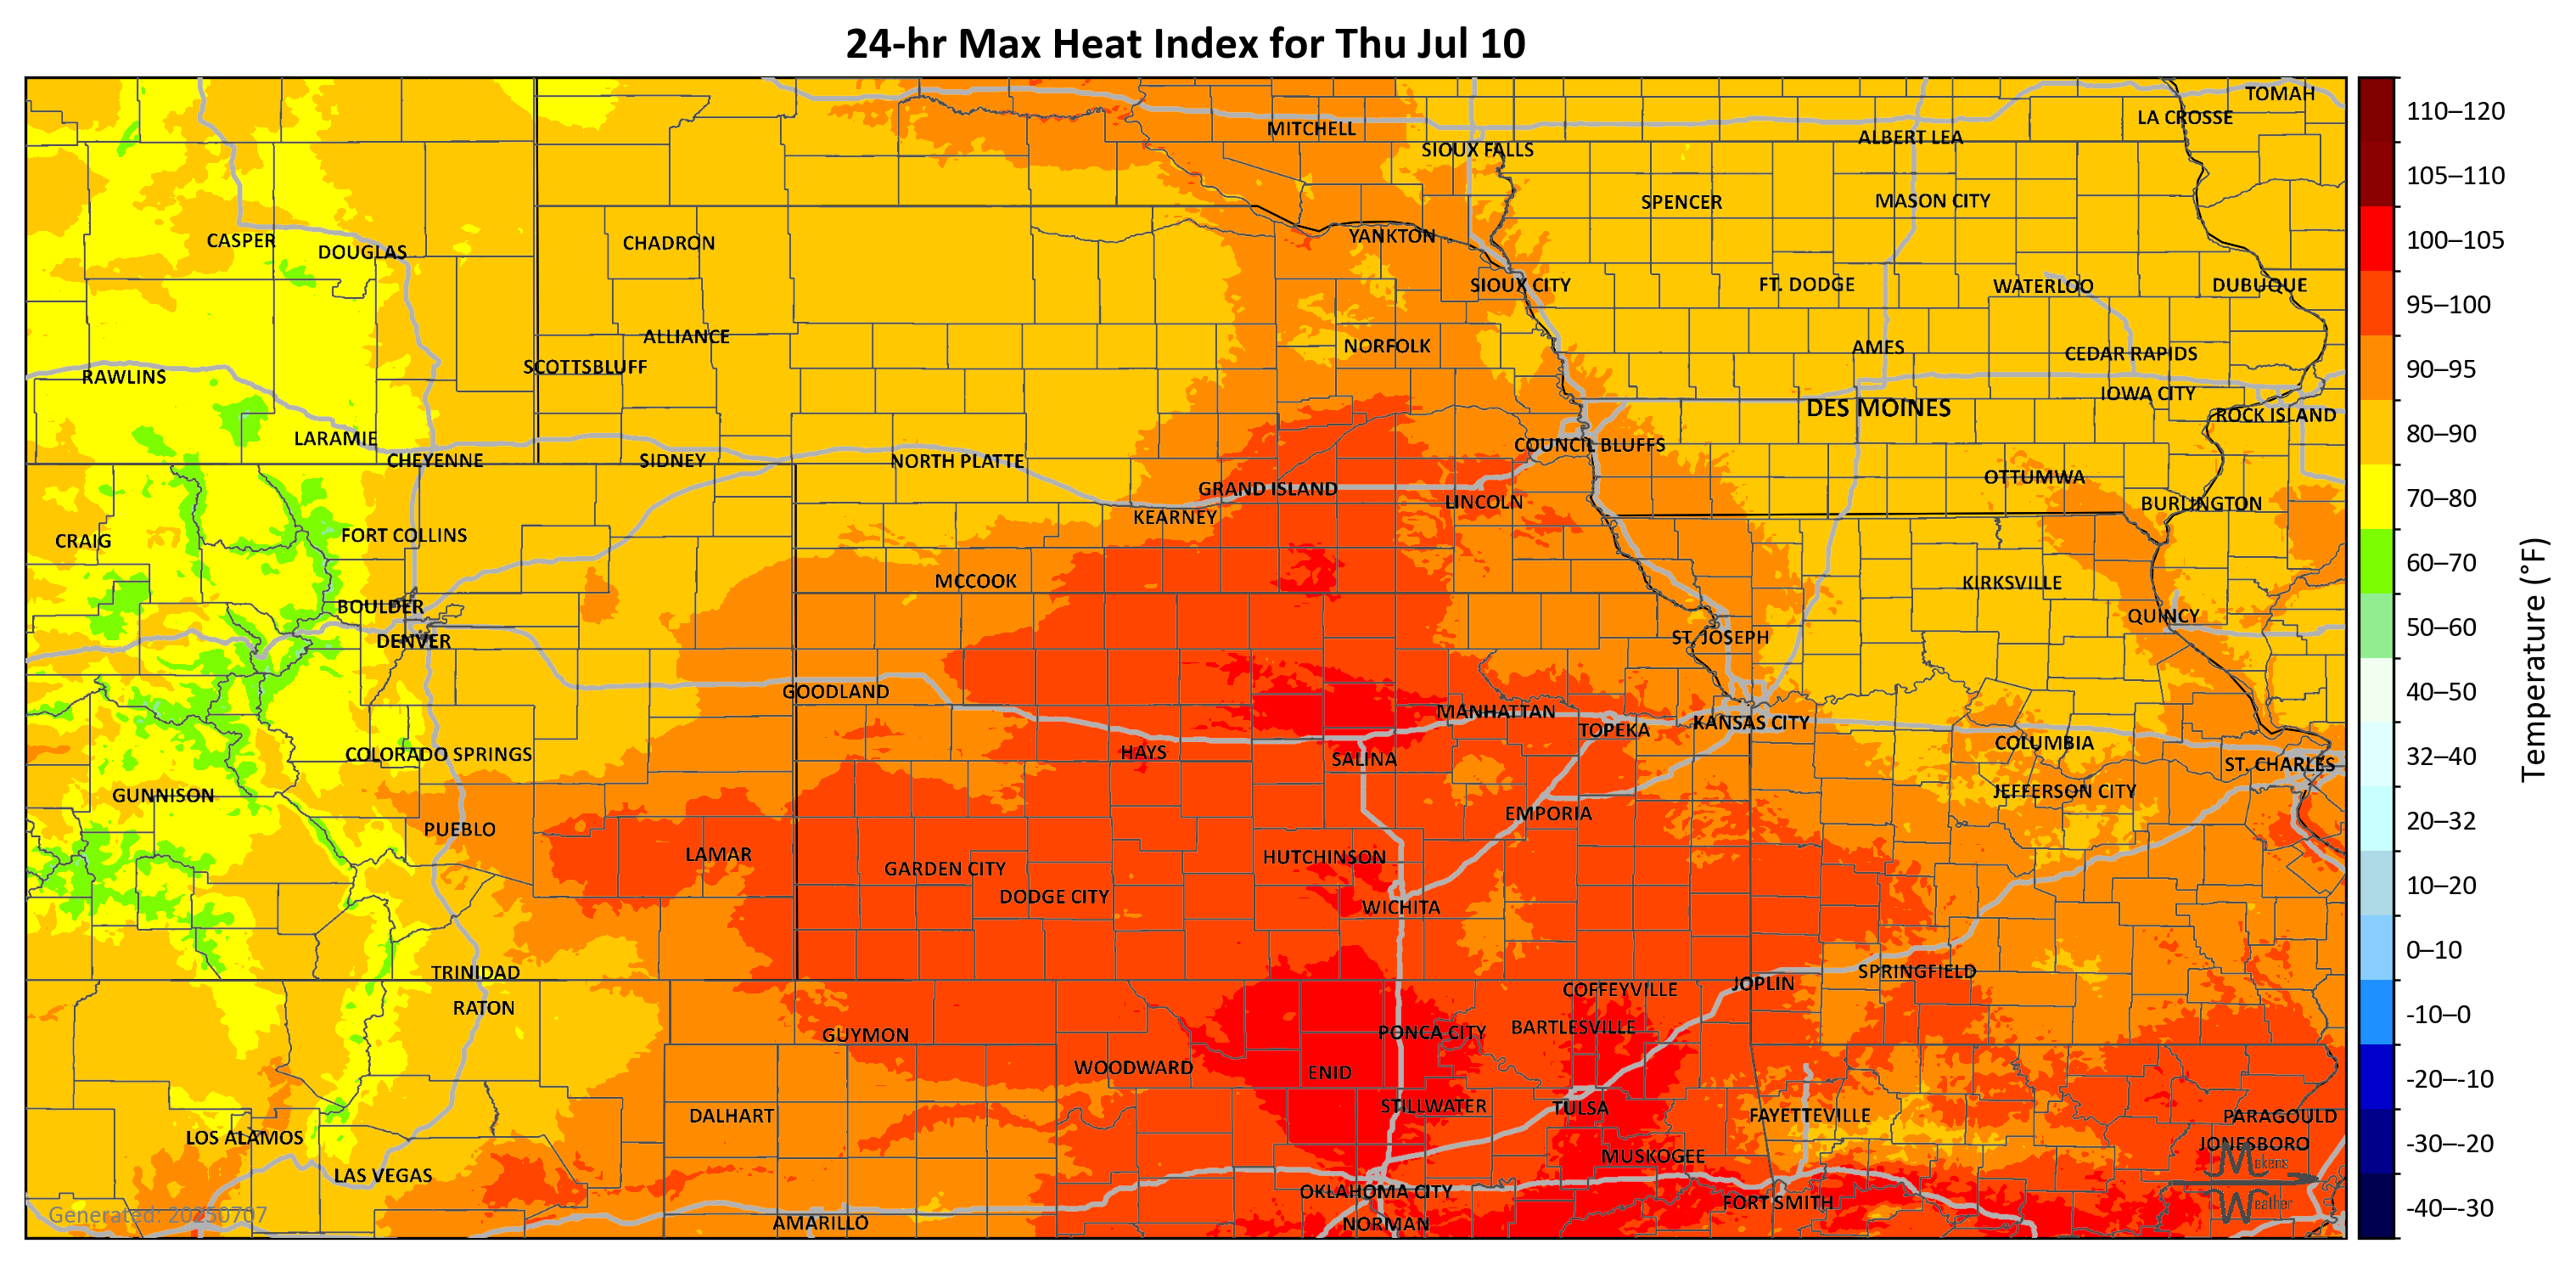 24-hr Max Heat Index for Thu Jul 10
TOMAH
LA CROSSE
MITCHELL
ALBERT LEA
SIOUX FALLS
SPENCER
MASON CITY
CASPER
DOUGLAS
CHADRON
YANKTON
SIOUX CITY
FT. DODGE
WATERLOO
DUBUQUE
ALLIANCE
NORFOLK
AMES
CEDAR RAPIDS
SCOTTSBLUFF
RAWLINS
IOWA CITY
DES MOINES
ROCK ISLAND
LARAMIE
COUNCIL BLUFFS
CHEYENNE
SIDNEY
NORTH PLATTE
OTTUMWA
GRAND ISLAND
LINCOLN
BURLINGTON
KEARNEY
CRAIG
FORT COLLINS
MCCOOK
KIRKSVILLE
BOULDER
QUINCY
DENVER
ST. JOSEPH
GOODLAND
MANHATTAN
KANSAS CITY
TOPEKA
COLUMBIA
COLORADO SPRINGS
HAYS
SALINA
ST. CHARLES
GUNNISON
JEFFERSON CITY
EMPORIA
PUEBLO
LAMAR
HUTCHINSON
GARDEN CITY
DODGE CITY
WICHITA
TRINIDAD
SPRINGFIELD
JOPLIN
COFFEYVILLE
RATON
GUYMON
PONCA CITY
BARTLESVILLE
WOODWARD
ENID
STILLWATER
TULSA
DALHART
FAYETTEVILLE
PARAGOULD
LOS ALAMOS
JONESBORO
MUSKOGEE
LAS VEGAS
OKLAHOMA CITY
FORT SMITH
AMARILLO
NORMAN
Makens
Weather
Generated: 20250707
110–120
105–110
100–105
95–100
90–95
80–90
70–80
60–70
50–60
40–50
32–40
20–32
10–20
0–10
-10–0
-20–-10
-30–-20
-40–-30
Temperature (°F)